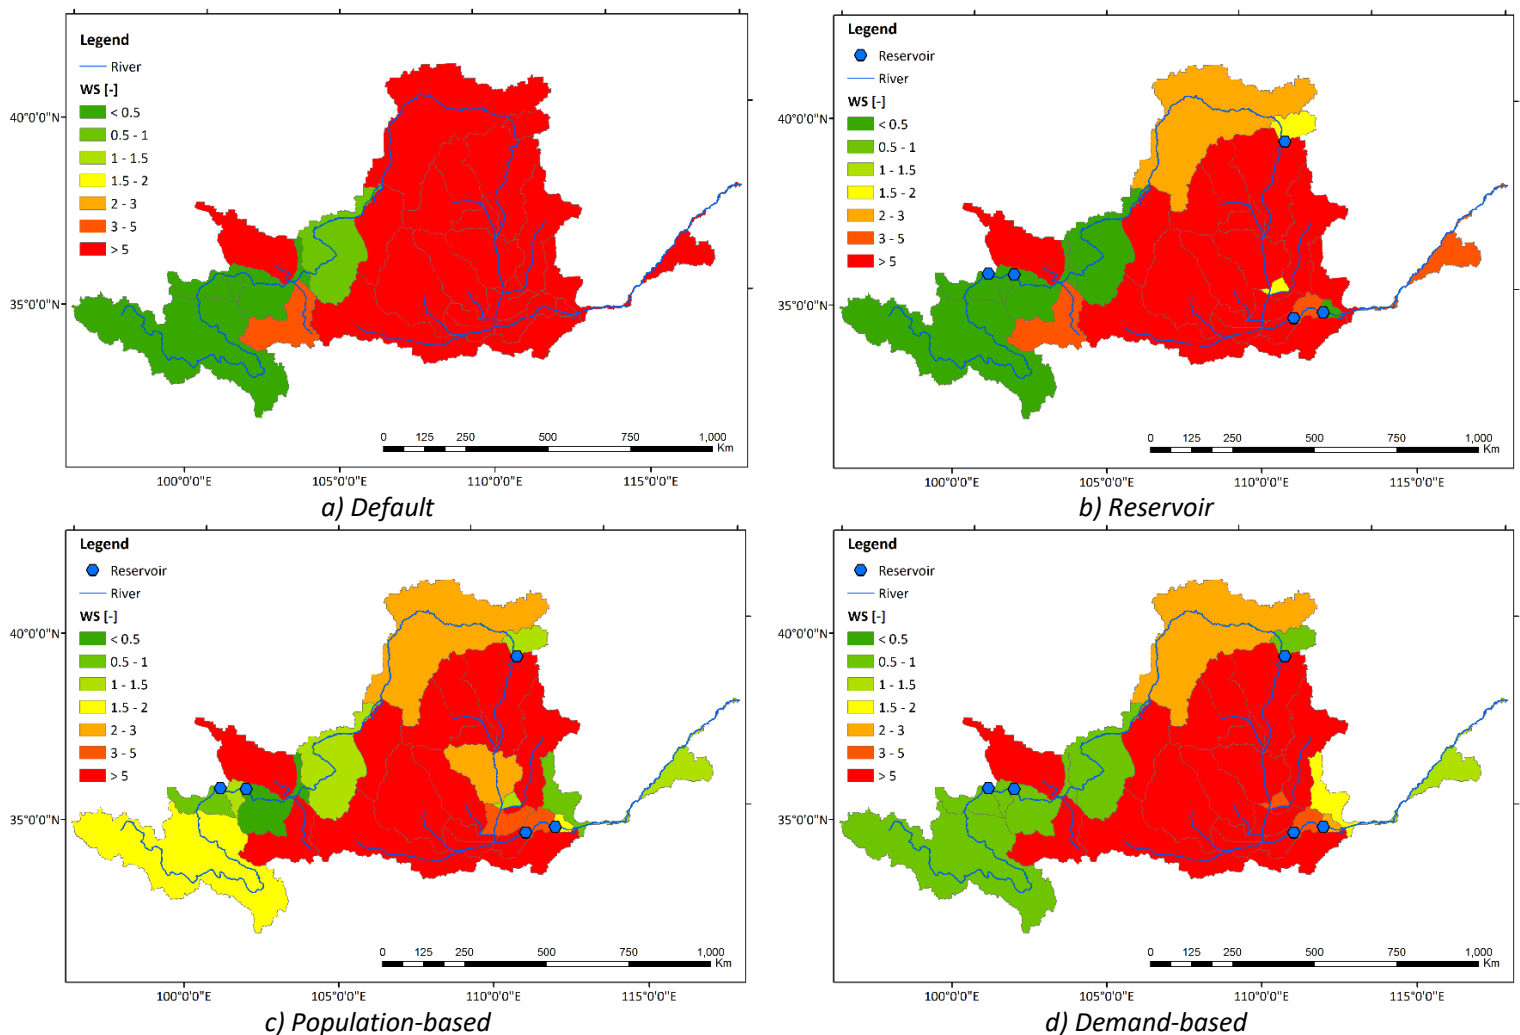 Legend
River
WS [-]
< 0.5
0.5 - 1
1 - 1.5
1.5 - 2
2 - 3
3 - 5
> 5
40°0'0"N
35°0'0"N
0 125 250 500 750 1,000
Km
100°0'0"E 105°0'0"E 110°0'0"E 115°0'0"E
a) Default
Legend
Reservoir
River
WS [-]
< 0.5
0.5 - 1
1 - 1.5
1.5 - 2
2 - 3
3 - 5
> 5
40°0'0"N
35°0'0"N
0 125 250 500 750 1,000
Km
100°0'0"E 105°0'0"E 110°0'0"E 115°0'0"E
b) Reservoir
Legend
Reservoir
River
WS [-]
< 0.5
0.5 - 1
1 - 1.5
1.5 - 2
2 - 3
3 - 5
> 5
40°0'0"N
35°0'0"N
0 125 250 500 750 1,000
Km
100°0'0"E 105°0'0"E 110°0'0"E 115°0'0"E
c) Population-based
Legend
Reservoir
River
WS [-]
< 0.5
0.5 - 1
1 - 1.5
1.5 - 2
2 - 3
3 - 5
> 5
40°0'0"N
35°0'0"N
0 125 250 500 750 1,000
Km
100°0'0"E 105°0'0"E 110°0'0"E 115°0'0"E
d) Demand-based